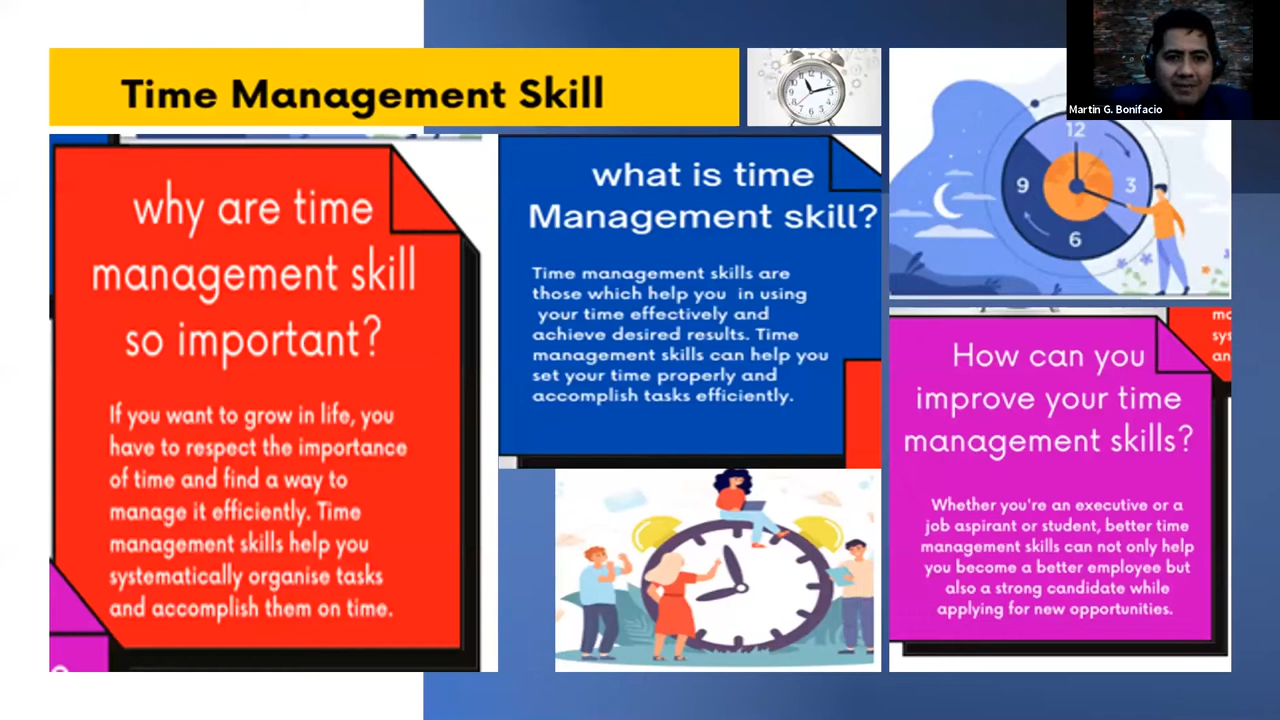 Time Management Skill
why are time
management skill
so important?
If you want to grow in life, you
have to respect the importance
of time and find a way to
manage it efficiently. Time
management skills help you
systematically organise tasks
and accomplish them on time.
what is time
Management skill?
Time management skills are
those which help you in using
your time effectively and
achieve desired results. Time
management skills can help you
set your time properly and
accomplish tasks efficiently.
Martin G. Bonifacio
12
9 3
6
How can you
improve your time
management skills?
Whether you're an executive or a
job aspirant or student, better time
management skills can not only help
you become a better employee but
also a strong candidate while
applying for new opportunities.